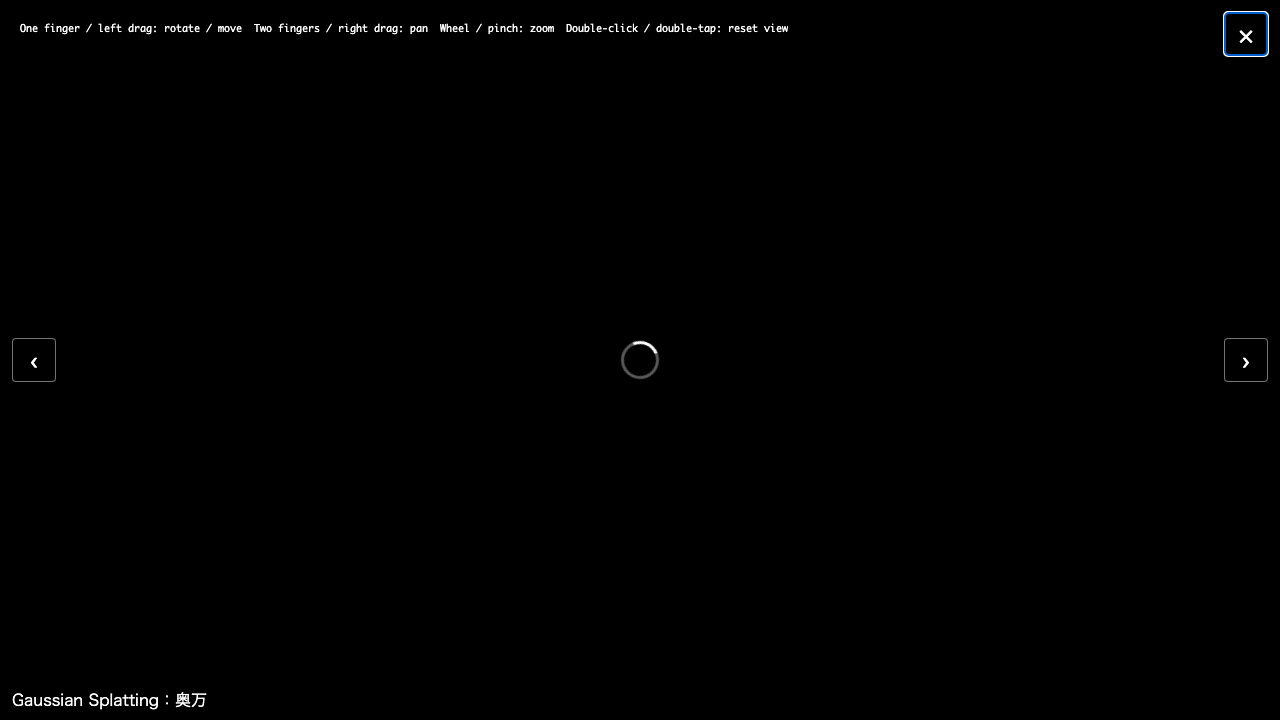 One finger / left drag: rotate / move  Two fingers / right drag: pan  Wheel / pinch: zoom  Double-click / double-tap: reset view
×
‹
›
Gaussian Splatting：奥万